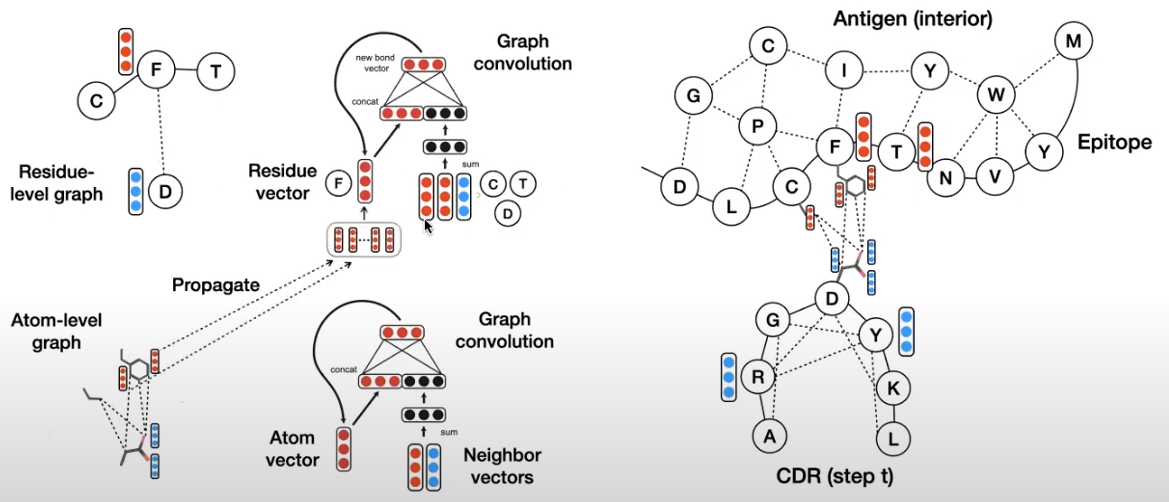 F
T
C
Residue-
level graph
D
Graph
convolution
new bond
vector
concat
sum
Residue
vector
F
C
T
D
Propagate
Atom-level
graph
Graph
convolution
concat
sum
Atom
vector
Neighbor
vectors
Antigen (interior)
C
I
Y
M
G
P
W
F
T
Y
Epitope
D
L
C
N
V
D
G
Y
R
K
A
L
CDR (step t)